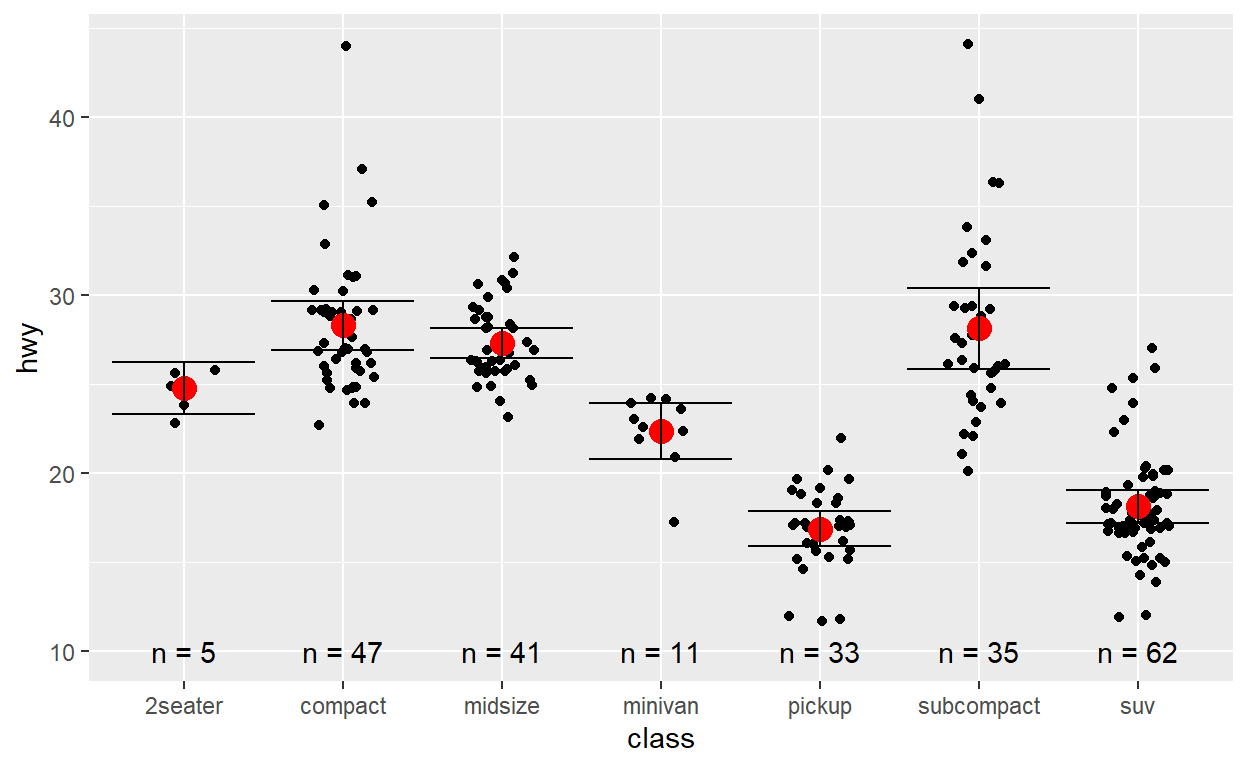 hwy
40
30
20
10
n = 5 n = 47 n = 41 n = 11 n = 33 n = 35 n = 62
2seater compact midsize minivan pickup subcompact suv
class